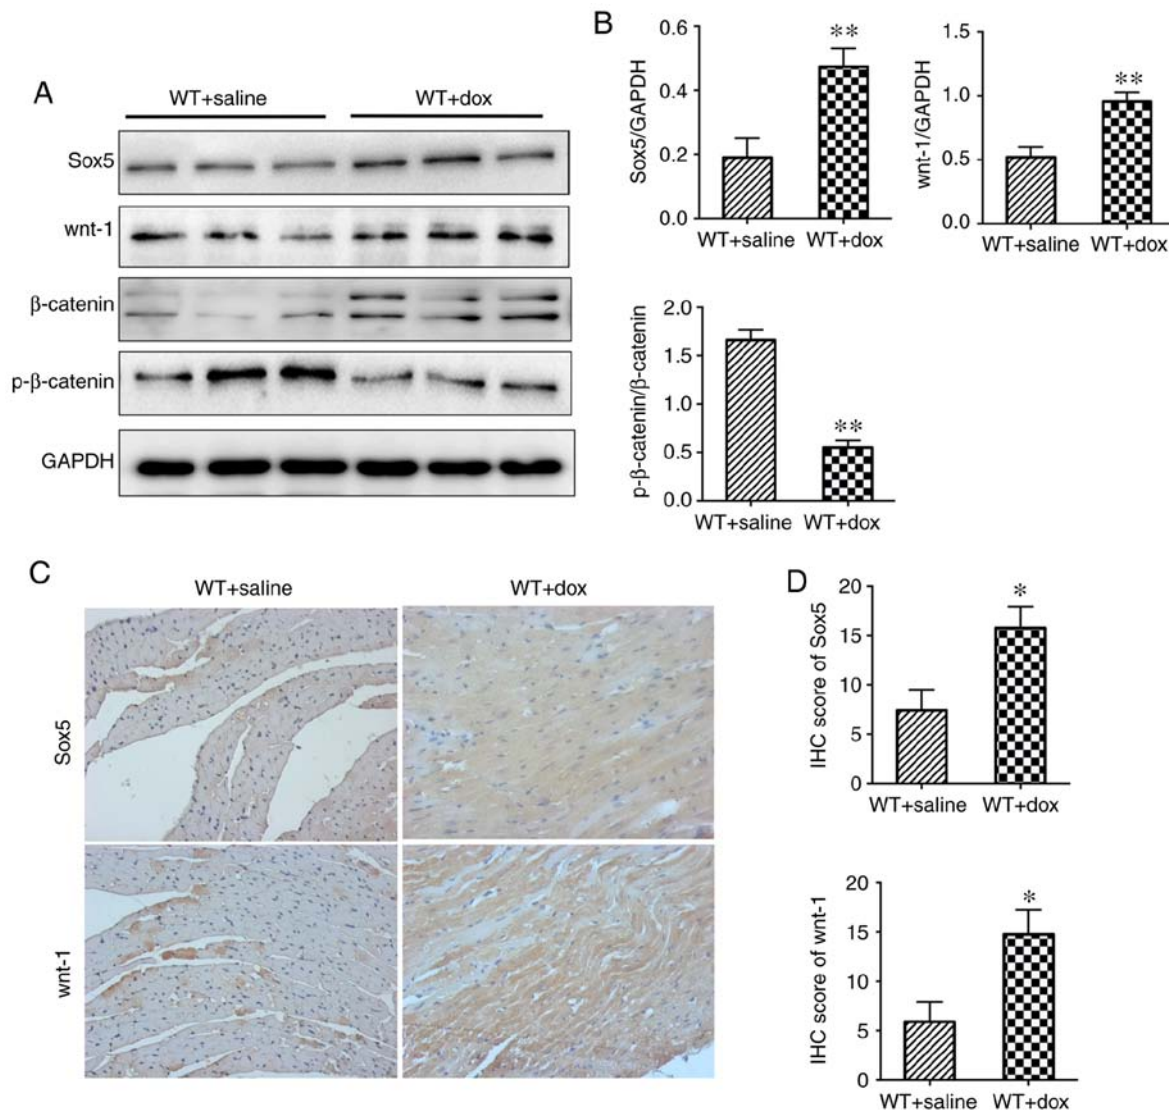 A
WT+saline WT+dox
Sox5
wnt-1
β-catenin
p-β-catenin
GAPDH
B
Sox5/GAPDH
0.6
0.4
0.2
0.0
**
WT+saline WT+dox
wnt-1/GAPDH
1.5
1.0
0.5
0.0
**
WT+saline WT+dox
p-β-catenin/β-catenin
2.0
1.5
1.0
0.5
0.0
**
WT+saline WT+dox
C
WT+saline WT+dox
Sox5
wnt-1
D
IHC score of Sox5
20
15
10
5
0
*
WT+saline WT+dox
IHC score of wnt-1
20
15
10
5
0
*
WT+saline WT+dox